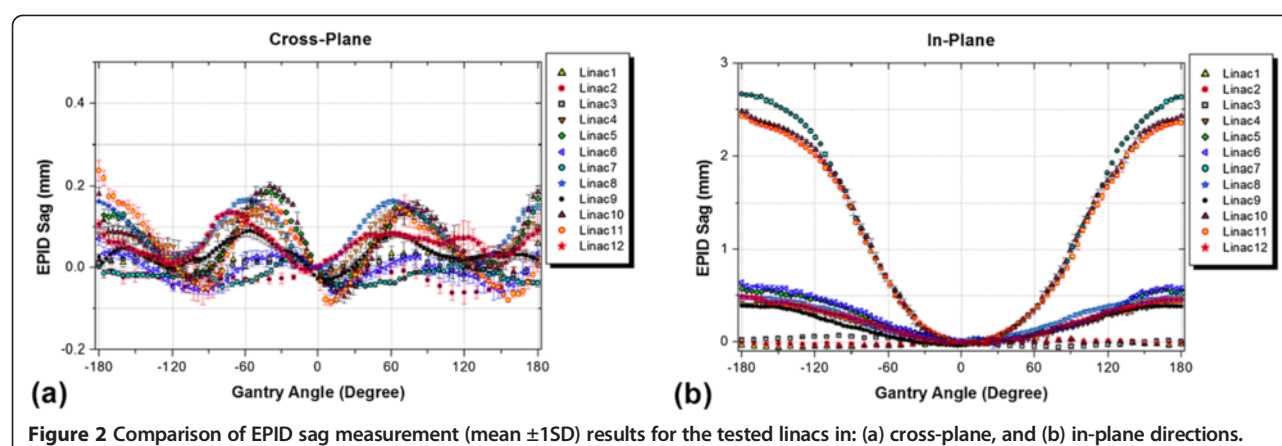 Cross-Plane
EPID Sag (mm)
0.4
0.2
0.0
-0.2
-180
-120
-60
0
60
120
180
Gantry Angle (Degree)
(a)
Linac1
Linac2
Linac3
Linac4
Linac5
Linac6
Linac7
Linac8
Linac9
Linac10
Linac11
Linac12
In-Plane
EPID Sag (mm)
3
2
1
0
-180
-120
-60
0
60
120
180
Gantry Angle (Degree)
(b)
Linac1
Linac2
Linac3
Linac4
Linac5
Linac6
Linac7
Linac8
Linac9
Linac10
Linac11
Linac12
Figure 2 Comparison of EPID sag measurement (mean ±1SD) results for the tested linacs in: (a) cross-plane, and (b) in-plane directions.